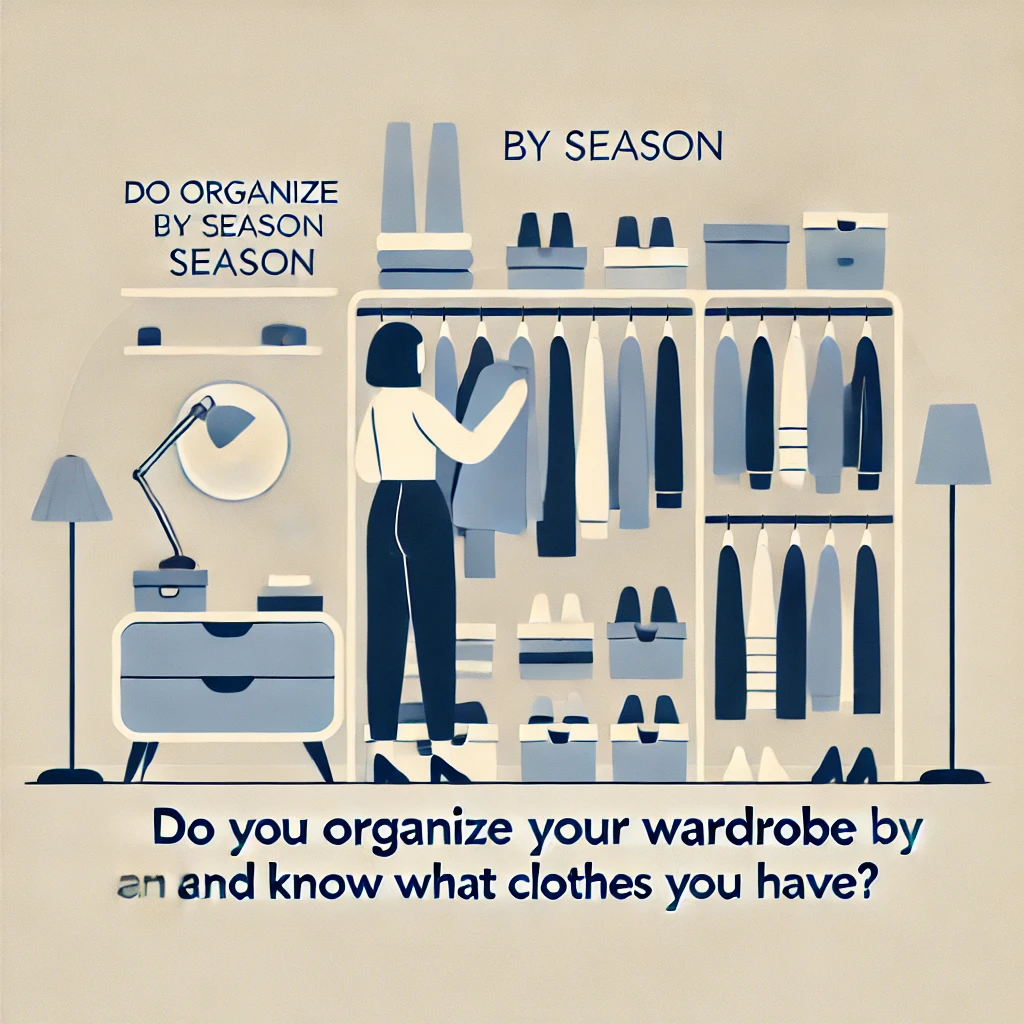 BY SEASON
DO ORGANIZE
BY SEASON
SEASON
Do you organize your wardrobe by
an and know what clothes you have?